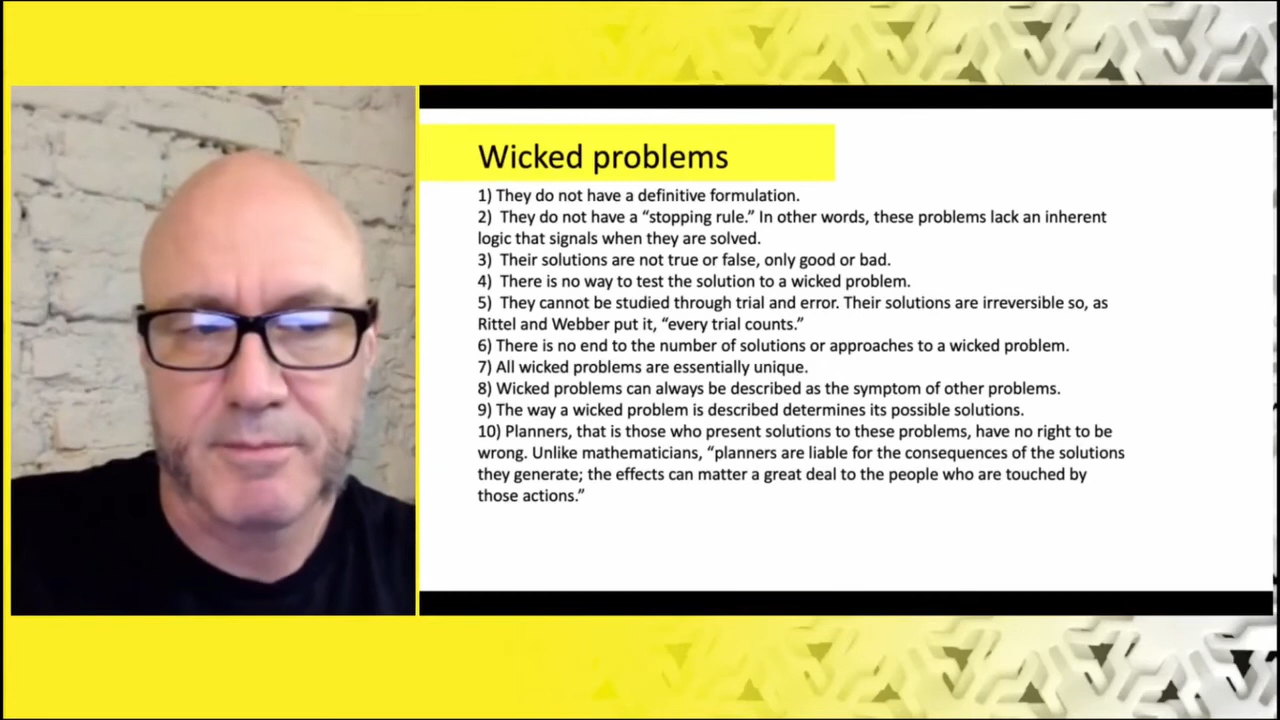 Wicked problems
1) They do not have a definitive formulation.
2)  They do not have a “stopping rule.” In other words, these problems lack an inherent
logic that signals when they are solved.
3)  Their solutions are not true or false, only good or bad.
4)  There is no way to test the solution to a wicked problem.
5)  They cannot be studied through trial and error. Their solutions are irreversible so, as
Rittel and Webber put it, “every trial counts.”
6) There is no end to the number of solutions or approaches to a wicked problem.
7) All wicked problems are essentially unique.
8) Wicked problems can always be described as the symptom of other problems.
9) The way a wicked problem is described determines its possible solutions.
10) Planners, that is those who present solutions to these problems, have no right to be
wrong. Unlike mathematicians, “planners are liable for the consequences of the solutions
they generate; the effects can matter a great deal to the people who are touched by
those actions.”